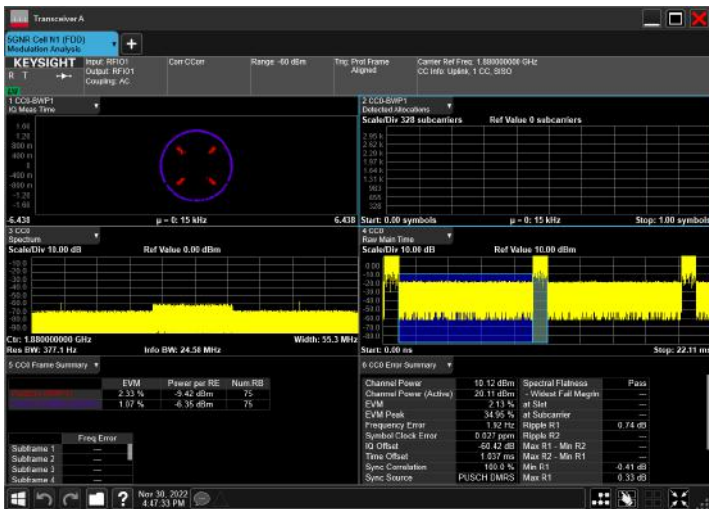 Transceiver A
5GNR Cell N1 (FDD)
Modulation Analysis
KEYSIGHT
R T
Input: RFIO1
Output: RFIO1
Coupling: AC
Corr CCorr
Range: -60 dBm
Trig: Prot Frame
Aligned
Carrier Ref Freq: 1.880000000 GHz
CC Info: Uplink, 1 CC, SISO
1 CC0-BWP1
IQ Meas Time
-6.438
μ = 0: 15 kHz
6.438
2 CC0-BWP1
Detected Allocations
Scale/Div 328 subcarriers
Ref Value 0 subcarriers
Start: 0.00 symbols
μ = 0: 15 kHz
Stop: 1.00 symbols
3 CC0
Spectrum
Scale/Div 10.00 dB
Ref Value 0.00 dBm
Ctr: 1.88000000 GHz
Width: 55.3 MHz
Res BW: 377.1 Hz
Info BW: 24.58 MHz
4 CC0
Raw Main Time
Scale/Div 10.00 dB
Ref Value 10.00 dBm
Start: 0.00 ms
Stop: 22.11 ms
5 CC0 Frame Summary
EVM Power per RE Num.RB
2.33 % -9.42 dBm 75
1.07 % -6.35 dBm 75
Freq Error
Subframe 1 —
Subframe 2 —
Subframe 3 —
Subframe 4 —
6 CC0 Error Summary
Channel Power 10.12 dBm Spectral Flatness Pass
Channel Power (Active) 20.11 dBm - Widest Fail Magrin —
EVM 2.13 % at Slot —
EVM Peak 34.95 % at Subcarrier —
Frequency Error 1.92 Hz Ripple R1 0.74 dB
Symbol Clock Error 0.027 ppm Ripple R2 —
IQ Offset -60.42 dB Max R1 - Min R2 —
Time Offset 1.037 ms Max R2 - Min R1 —
Sync Correlation 100.0 % Min R1 -0.41 dB
Sync Source PUSCH DMRS Max R1 0.33 dB
Nov 30, 2022
4:47:33 PM